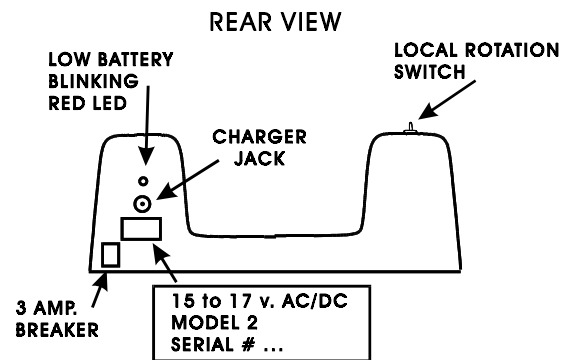 REAR VIEW
LOW BATTERY
BLINKING
RED LED
LOCAL ROTATION
SWITCH
CHARGER
JACK
3 AMP.
BREAKER
15 to 17 v. AC/DC
MODEL 2
SERIAL # ...